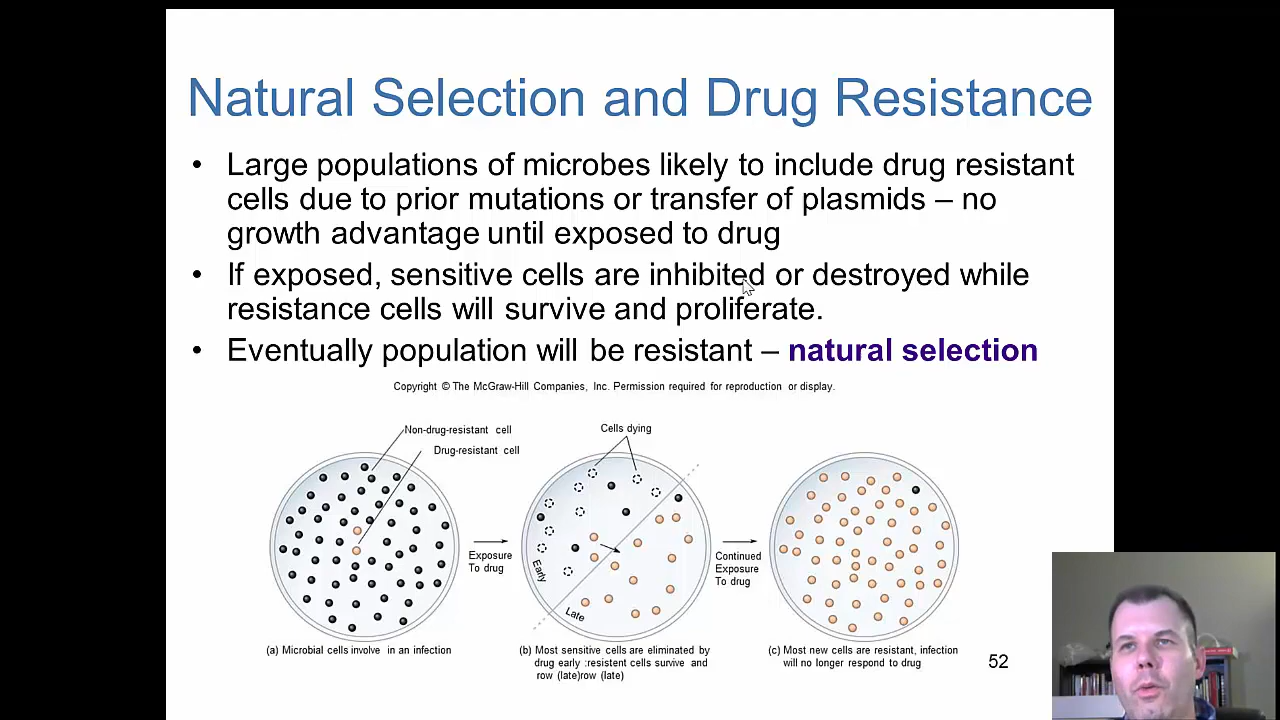 Natural Selection and Drug Resistance
• Large populations of microbes likely to include drug resistant
cells due to prior mutations or transfer of plasmids – no
growth advantage until exposed to drug
• If exposed, sensitive cells are inhibited or destroyed while
resistance cells will survive and proliferate.
• Eventually population will be resistant – natural selection
Copyright © The McGraw-Hill Companies, Inc. Permission required for reproduction or display.
Non-drug-resistant cell
Drug-resistant cell
Cells dying
Exposure
To drug
Early
Late
Continued
Exposure
To drug
(a) Microbial cells involve in an infection
(b) Most sensitive cells are eliminated by
drug early :resistent cells survive and
row (late)row (late)
(c) Most new cells are resistant, infection
will no longer respond to drug
52